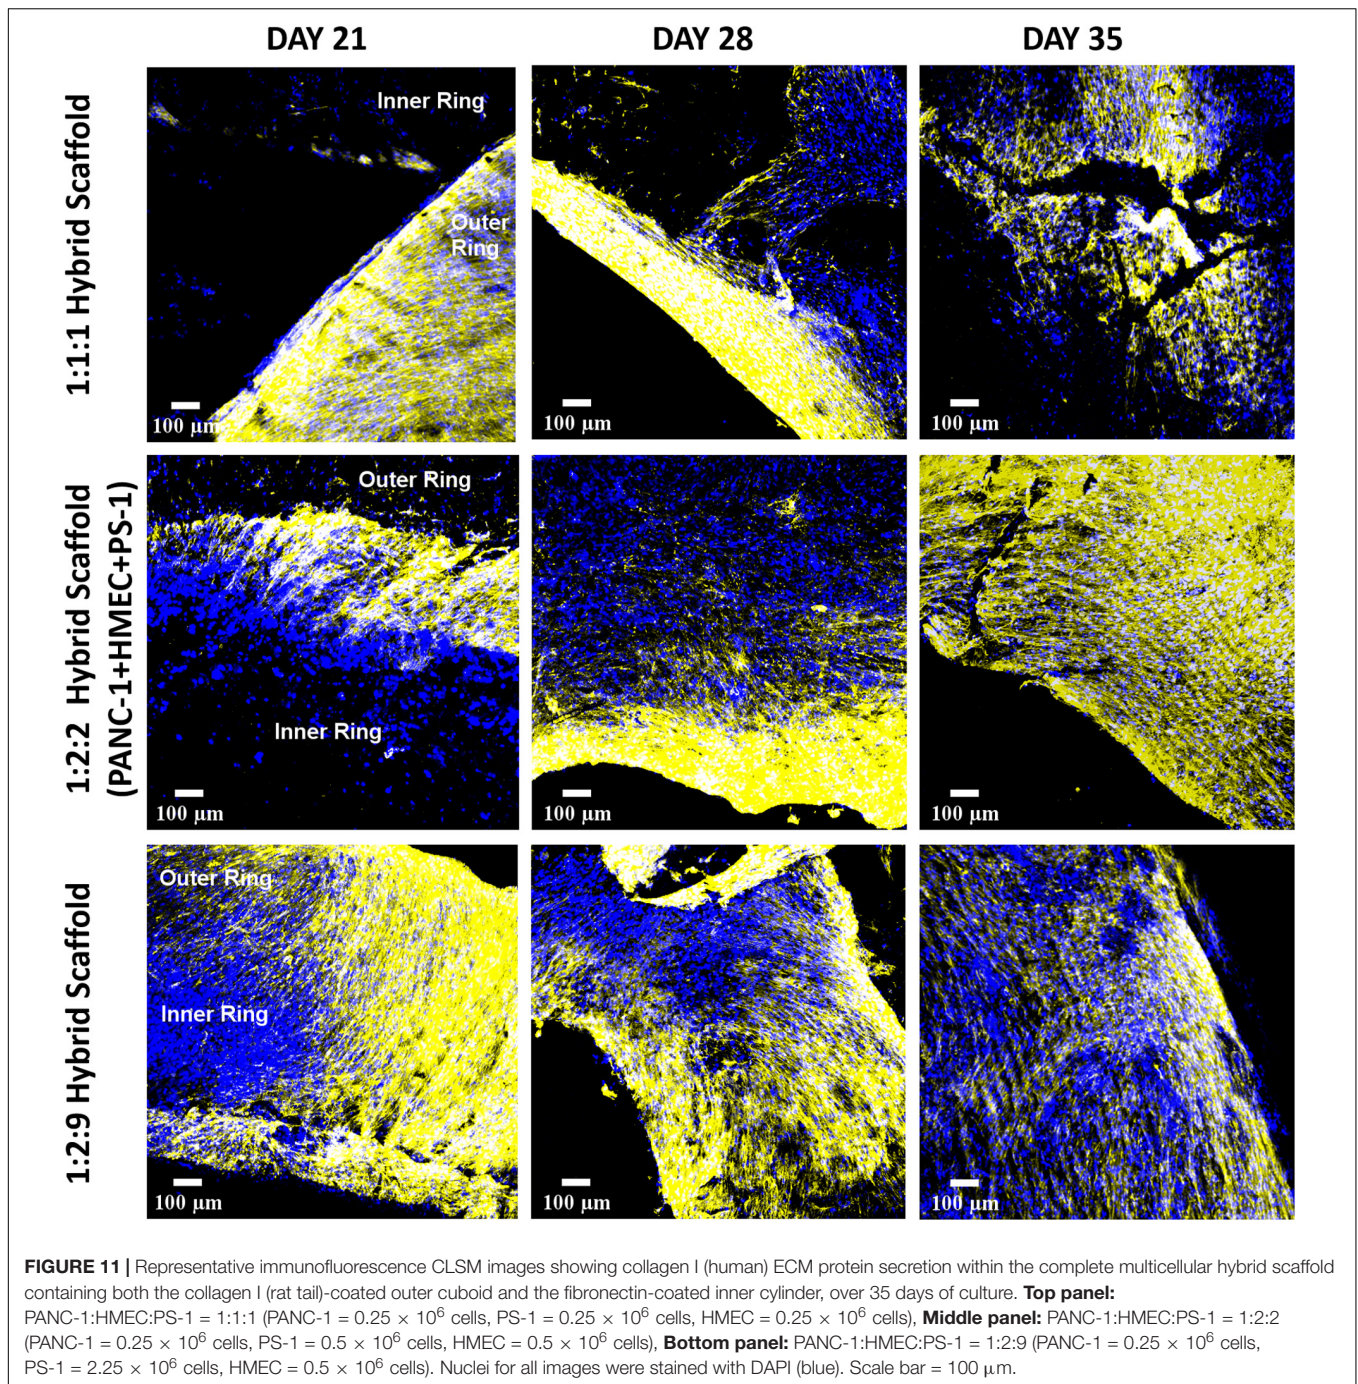 DAY 21
DAY 28
DAY 35
1:1:1 Hybrid Scaffold
Inner Ring
Outer
Ring
100 µm
100 µm
100 µm
1:2:2 Hybrid Scaffold
(PANC-1+HMEC+PS-1)
Outer Ring
Inner Ring
100 µm
100 µm
100 µm
1:2:9 Hybrid Scaffold
Outer Ring
Inner Ring
100 µm
100 µm
100 µm
FIGURE 11 | Representative immunofluorescence CLSM images showing collagen I (human) ECM protein secretion within the complete multicellular hybrid scaffold
containing both the collagen I (rat tail)-coated outer cuboid and the fibronectin-coated inner cylinder, over 35 days of culture. Top panel:
PANC-1:HMEC:PS-1 = 1:1:1 (PANC-1 = 0.25 × 10⁶ cells, PS-1 = 0.25 × 10⁶ cells, HMEC = 0.25 × 10⁶ cells), Middle panel: PANC-1:HMEC:PS-1 = 1:2:2
(PANC-1 = 0.25 × 10⁶ cells, PS-1 = 0.5 × 10⁶ cells, HMEC = 0.5 × 10⁶ cells), Bottom panel: PANC-1:HMEC:PS-1 = 1:2:9 (PANC-1 = 0.25 × 10⁶ cells,
PS-1 = 2.25 × 10⁶ cells, HMEC = 0.5 × 10⁶ cells). Nuclei for all images were stained with DAPI (blue). Scale bar = 100 µm.